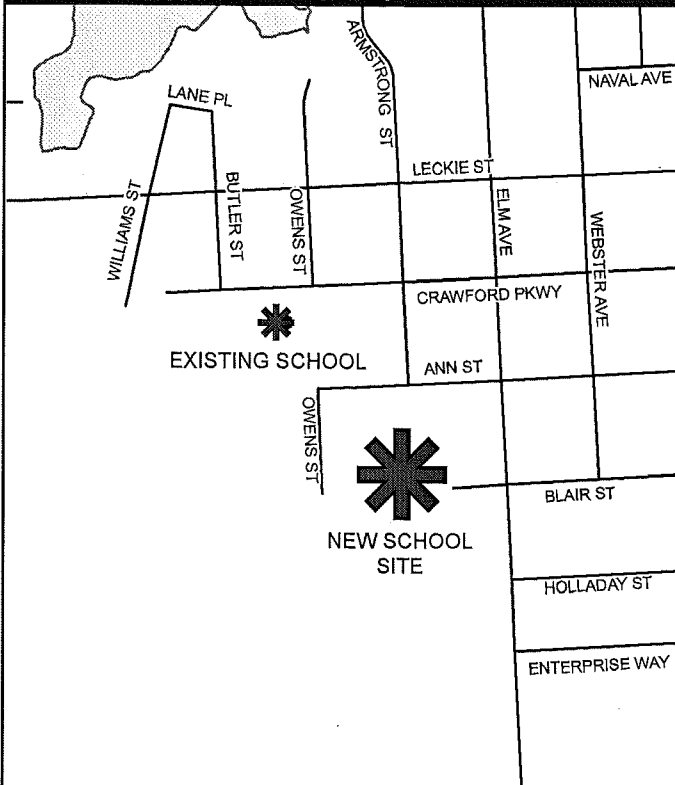 ARMSTRONG ST
NAVAL AVE
LANE PL
LECKIE ST
WILLIAMS ST
BUTLER ST
OWENS ST
ELM AVE
WEBSTER AVE
CRAWFORD PKWY
EXISTING SCHOOL
ANN ST
OWENS ST
BLAIR ST
NEW SCHOOL
SITE
HOLLADAY ST
ENTERPRISE WAY